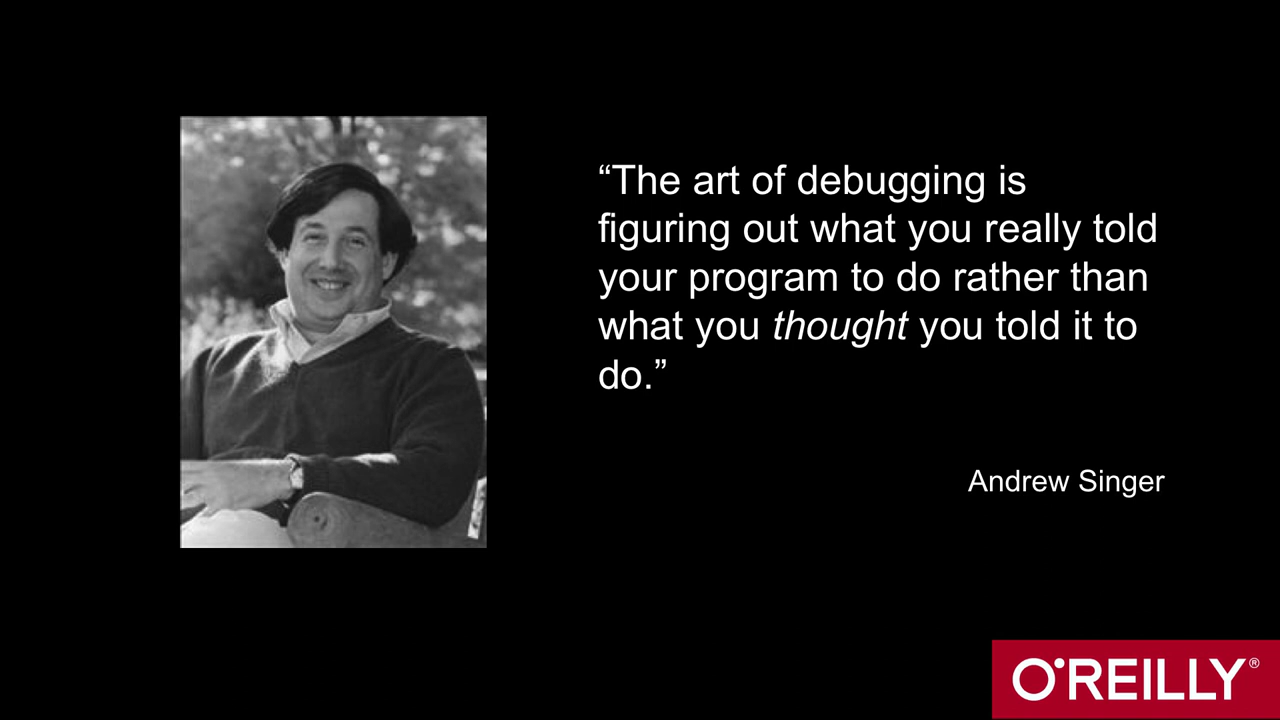 “The art of debugging is
figuring out what you really told
your program to do rather than
what you thought you told it to
do.”
Andrew Singer
O'REILLY®